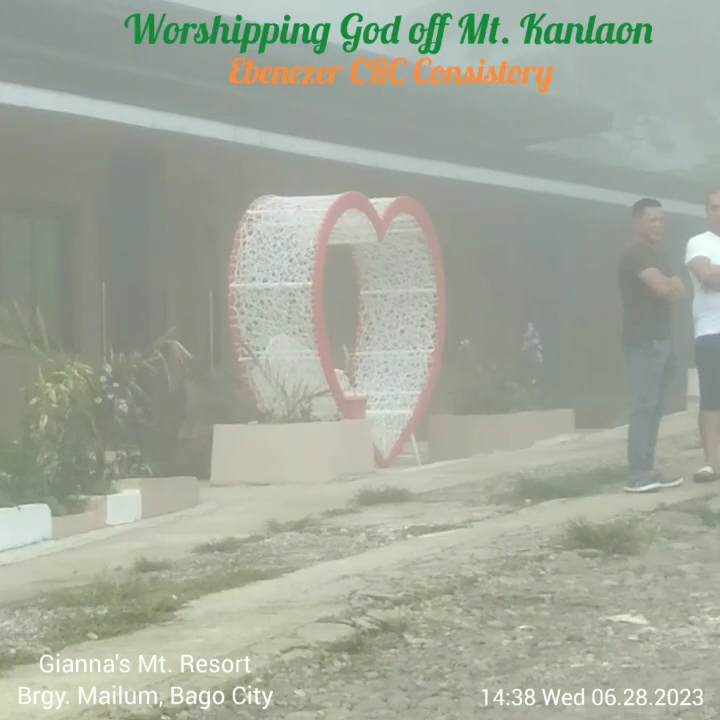 Worshipping God off Mt. Kanlaon
Ebenezer CRC Consistory
Gianna's Mt. Resort
Brgy. Mailum, Bago City
14:38 Wed 06.28.2023